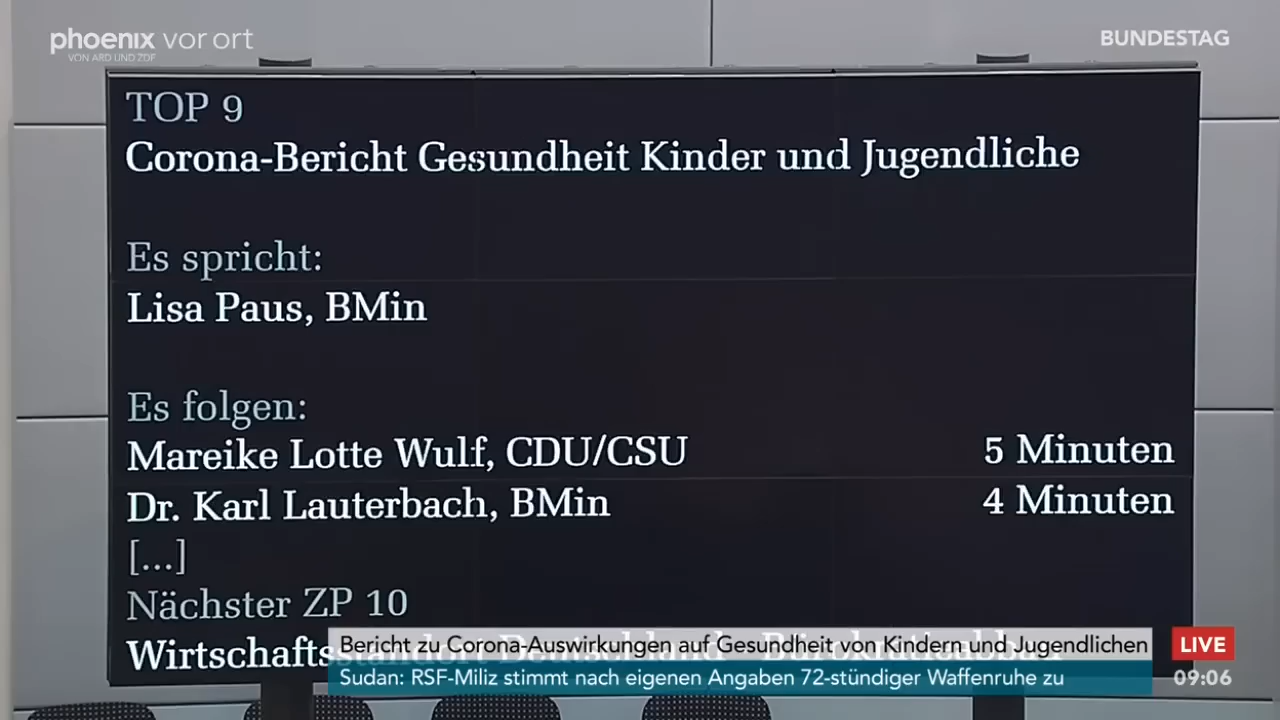 phoenix vor ort
VON ARD UND ZDF
BUNDESTAG
TOP 9
Corona-Bericht Gesundheit Kinder und Jugendliche
Es spricht:
Lisa Paus, BMin
Es folgen:
Mareike Lotte Wulf, CDU/CSU 5 Minuten
Dr. Karl Lauterbach, BMin 4 Minuten
[...]
Nächster ZP 10
Wirtschaftsstandort Deutschland
Bericht zu Corona-Auswirkungen auf Gesundheit von Kindern und Jugendlichen LIVE
Sudan: RSF-Miliz stimmt nach eigenen Angaben 72-stündiger Waffenruhe zu 09:06